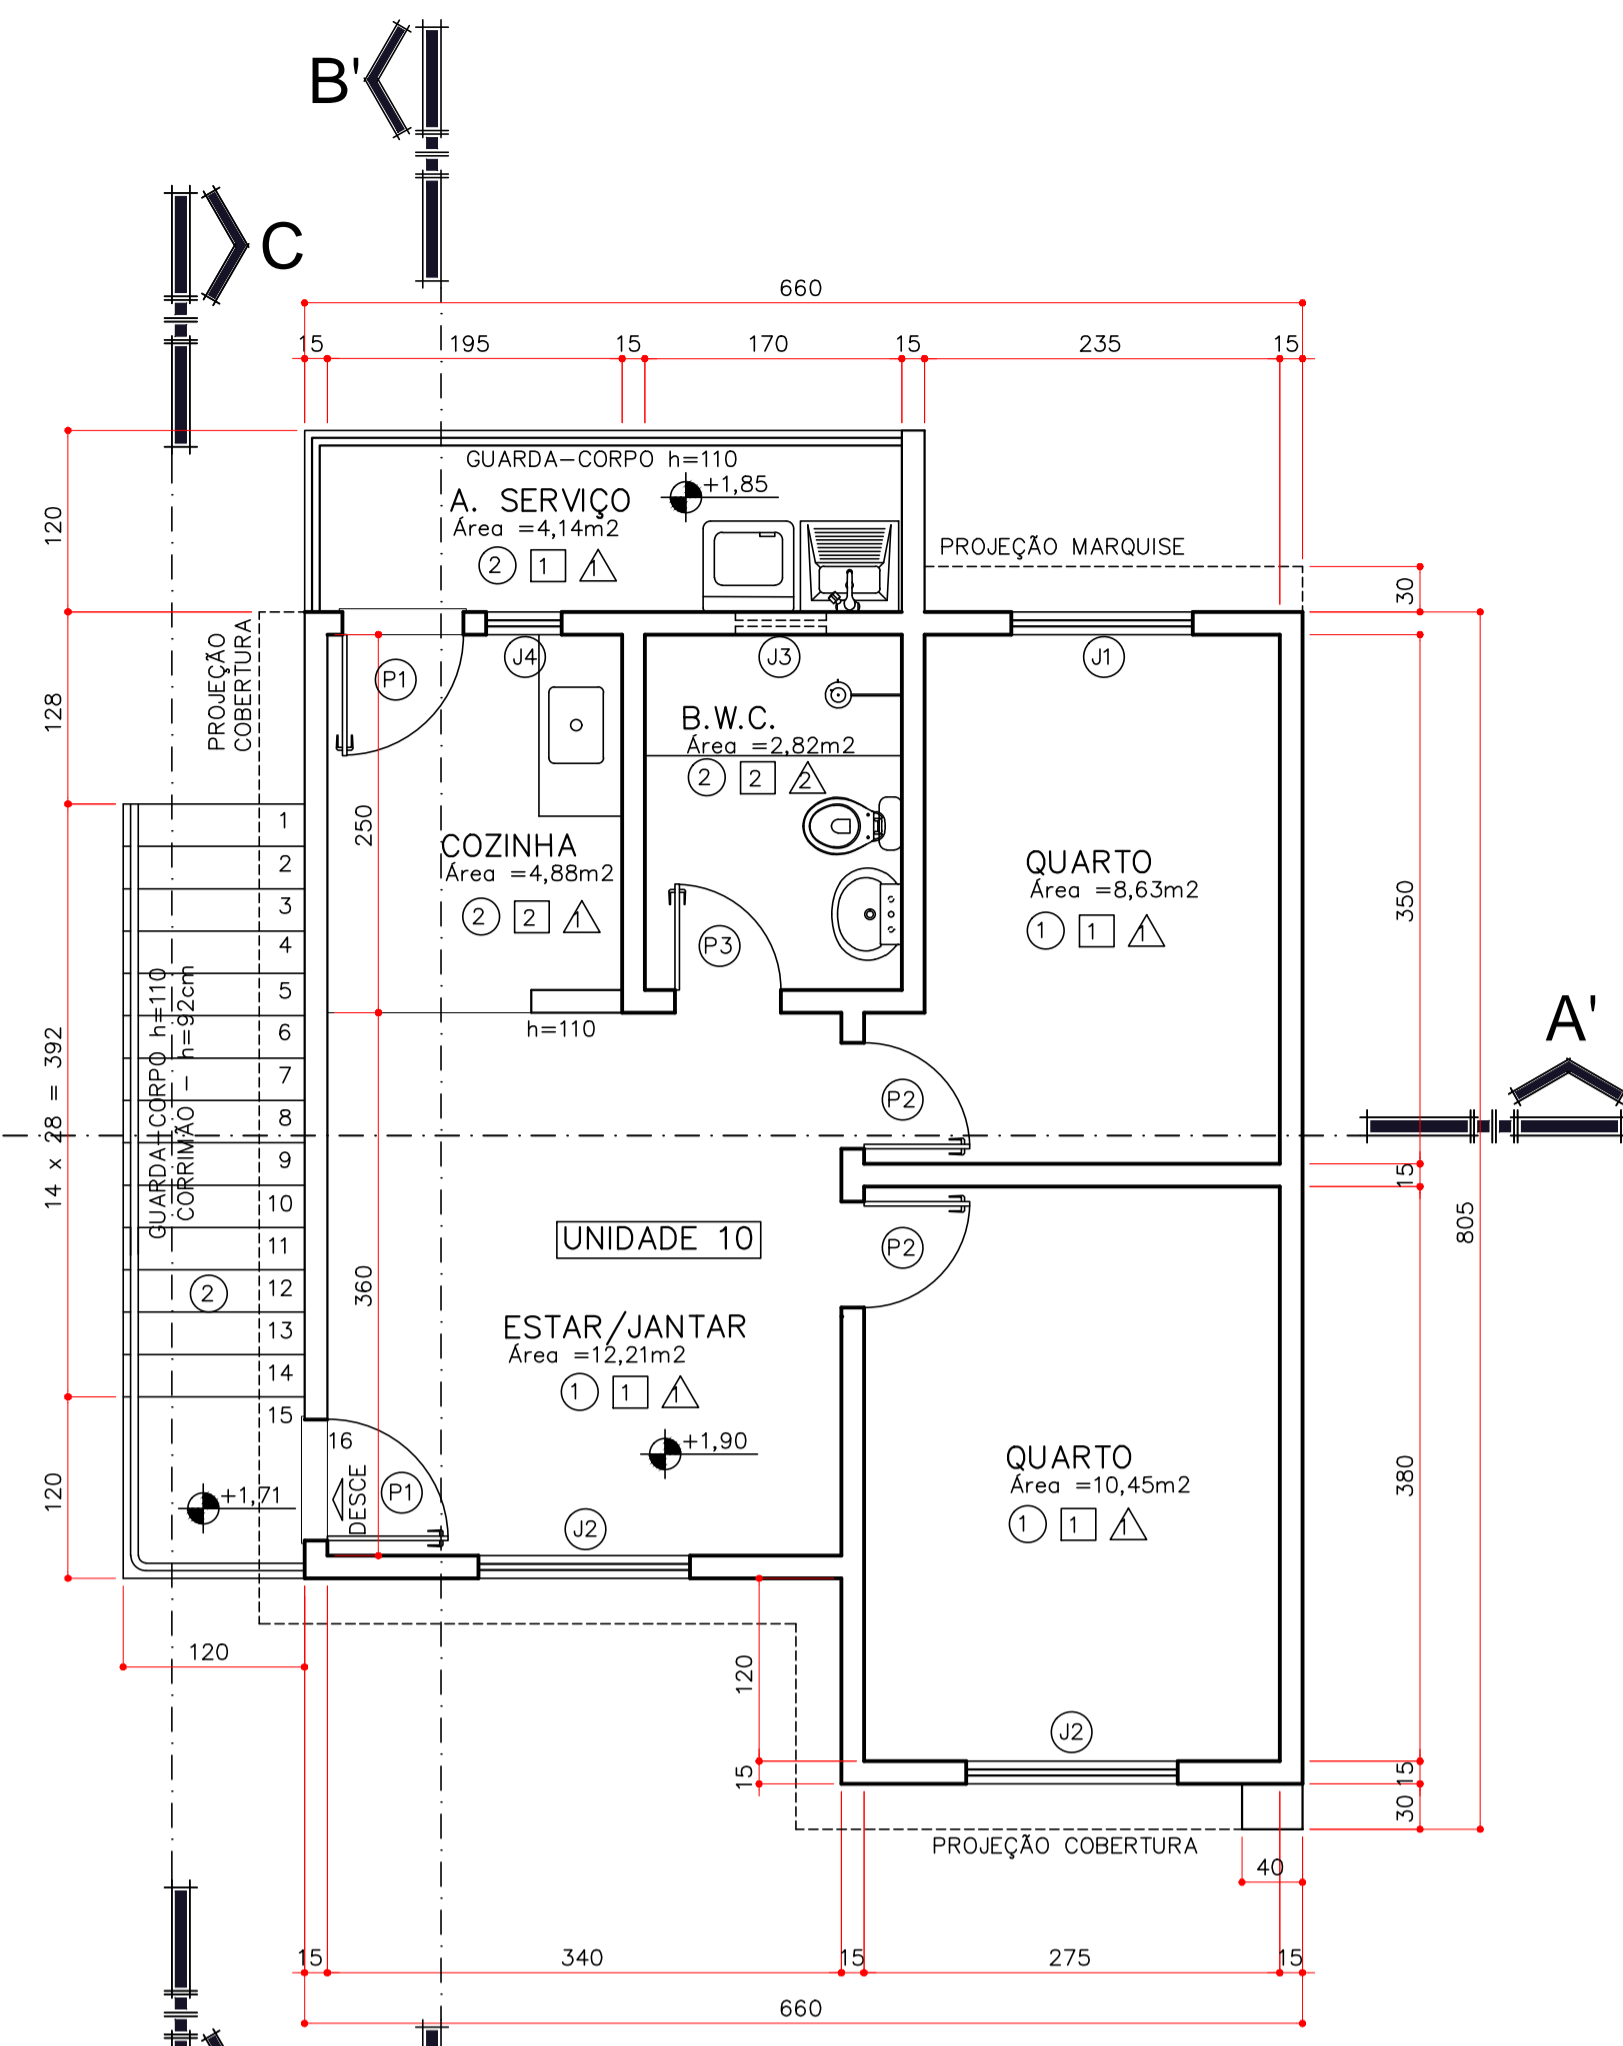 B'
C
660
15
195
15
170
15
235
15
GUARDA-CORPO h=110
+1,85
A. SERVIÇO
Área =4,14m2
2
1
1
120
PROJEÇÃO MARQUISE
30
PROJEÇÃO
COBERTURA
128
P1
J4
J3
J1
B.W.C.
Área =2,82m2
2
2
2
250
COZINHA
Área =4,88m2
2
2
1
QUARTO
Área =8,63m2
1
1
1
350
P3
h=110
P2
A'
1
2
3
4
5
6
7
8
9
10
11
12
13
14
15
16
14 x 28 = 392
GUARDA-CORPO h=110
CORRIMÃO - h=92cm
2
15
805
UNIDADE 10
P2
360
ESTAR/JANTAR
Área =12,21m2
1
1
1
+1,90
QUARTO
Área =10,45m2
1
1
1
380
120
+1,71
DESCE
P1
J2
120
120
15
J2
15
30
PROJEÇÃO COBERTURA
40
15
340
15
275
15
660